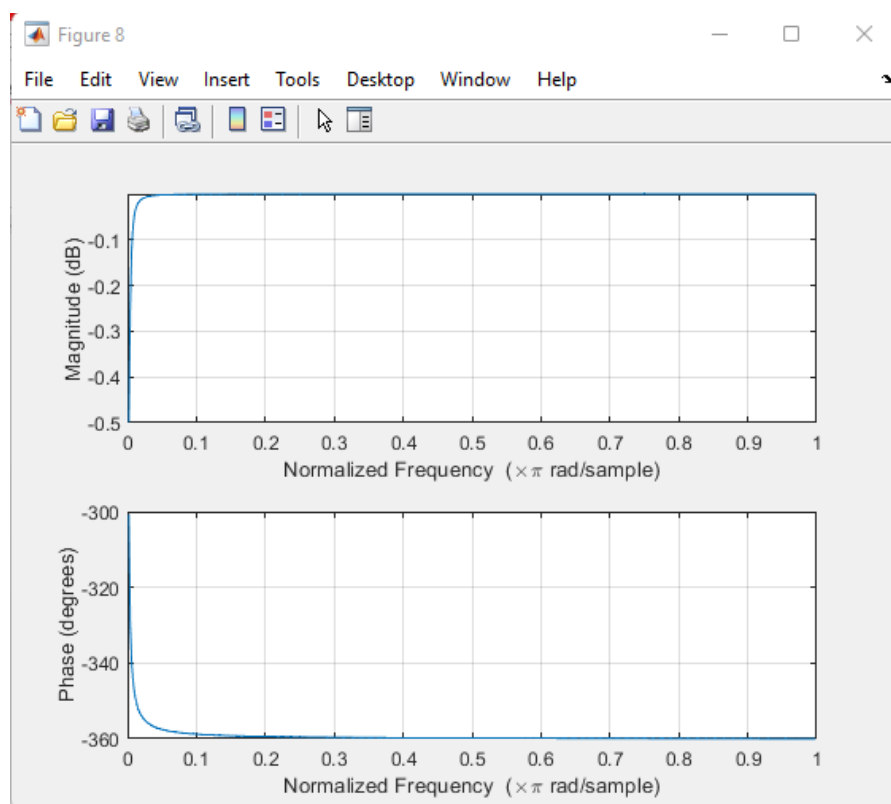 Figure 8
File Edit View Insert Tools Desktop Window Help
-0.1
-0.2
-0.3
-0.4
-0.5
Magnitude (dB)
0 0.1 0.2 0.3 0.4 0.5 0.6 0.7 0.8 0.9 1
Normalized Frequency (×π rad/sample)
-300
-320
-340
-360
Phase (degrees)
0 0.1 0.2 0.3 0.4 0.5 0.6 0.7 0.8 0.9 1
Normalized Frequency (×π rad/sample)